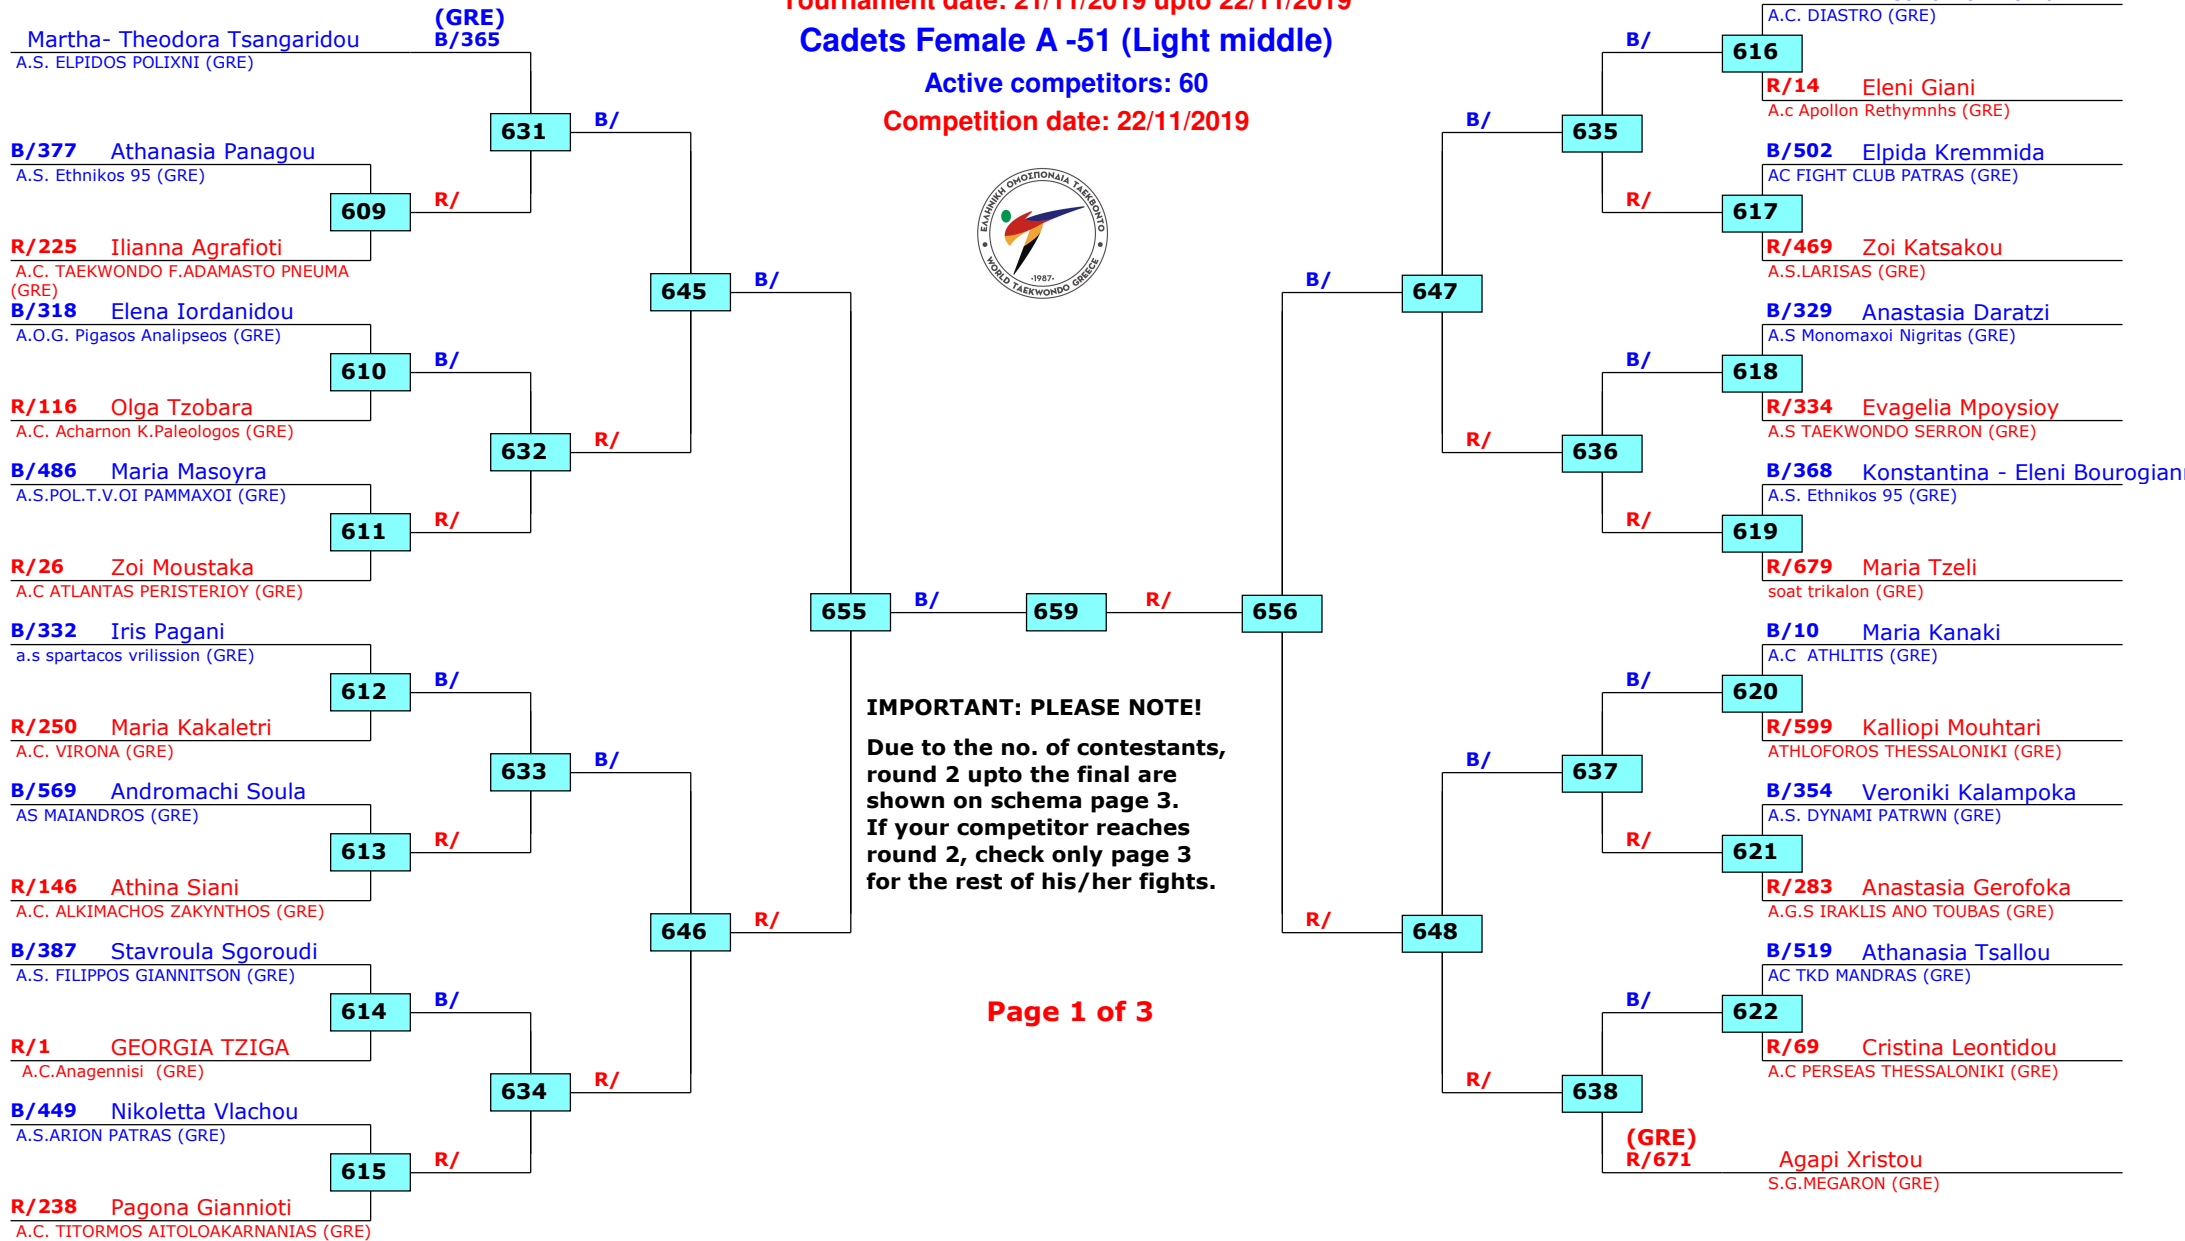 Tournament date: 21/11/2019 upto 22/11/2019
Cadets Female A -51 (Light middle)
Active competitors: 60
Competition date: 22/11/2019
ΕΛΛΗΝΙΚΗ ΟΜΟΣΠΟΝΔΙΑ ΤΑΕΚΒΟΝΤΟ
·1987·
WORLD TAEKWONDO GREECE
(GRE)
Martha- Theodora Tsangaridou B/365
A.S. ELPIDOS POLIXNI (GRE)
631
B/
B/377 Athanasia Panagou
A.S. Ethnikos 95 (GRE)
609
R/
R/225 Ilianna Agrafioti
A.C. TAEKWONDO F.ADAMASTO PNEUMA
(GRE)
645
B/
B/318 Elena Iordanidou
A.O.G. Pigasos Analipseos (GRE)
610
B/
R/116 Olga Tzobara
A.C. Acharnon K.Paleologos (GRE)
632
R/
B/486 Maria Masoyra
A.S.POL.T.V.OI PAMMAXOI (GRE)
611
R/
R/26 Zoi Moustaka
A.C ATLANTAS PERISTERIOY (GRE)
655
B/
659
R/
656
B/332 Iris Pagani
a.s spartacos vrilission (GRE)
612
B/
R/250 Maria Kakaletri
A.C. VIRONA (GRE)
633
B/
B/569 Andromachi Soula
AS MAIANDROS (GRE)
613
R/
R/146 Athina Siani
A.C. ALKIMACHOS ZAKYNTHOS (GRE)
646
R/
B/387 Stavroula Sgoroudi
A.S. FILIPPOS GIANNITSON (GRE)
614
B/
R/1 GEORGIA TZIGA
A.C.Anagennisi (GRE)
634
R/
B/449 Nikoletta Vlachou
A.S.ARION PATRAS (GRE)
615
R/
R/238 Pagona Giannioti
A.C. TITORMOS AITOLOAKARNANIAS (GRE)
IMPORTANT: PLEASE NOTE!
Due to the no. of contestants,
round 2 upto the final are
shown on schema page 3.
If your competitor reaches
round 2, check only page 3
for the rest of his/her fights.
Page 1 of 3
A.C. DIASTRO (GRE)
B/
616
R/14 Eleni Giani
A.c Apollon Rethymnhs (GRE)
B/
635
B/502 Elpida Kremmida
AC FIGHT CLUB PATRAS (GRE)
R/
617
R/469 Zoi Katsakou
A.S.LARISAS (GRE)
B/
647
B/329 Anastasia Daratzi
A.S Monomaxoi Nigritas (GRE)
B/
618
R/334 Evagelia Mpoysioy
A.S TAEKWONDO SERRON (GRE)
R/
636
B/368 Konstantina - Eleni Bourogian
A.S. Ethnikos 95 (GRE)
R/
619
R/679 Maria Tzeli
soat trikalon (GRE)
B/10 Maria Kanaki
A.C ATHLITIS (GRE)
B/
620
R/599 Kalliopi Mouhtari
ATHLOFOROS THESSALONIKI (GRE)
B/
637
B/354 Veroniki Kalampoka
A.S. DYNAMI PATRWN (GRE)
R/
621
R/283 Anastasia Gerofoka
A.G.S IRAKLIS ANO TOUBAS (GRE)
R/
648
B/519 Athanasia Tsallou
AC TKD MANDRAS (GRE)
B/
622
R/69 Cristina Leontidou
A.C PERSEAS THESSALONIKI (GRE)
R/
638
(GRE)
R/671 Agapi Xristou
S.G.MEGARON (GRE)